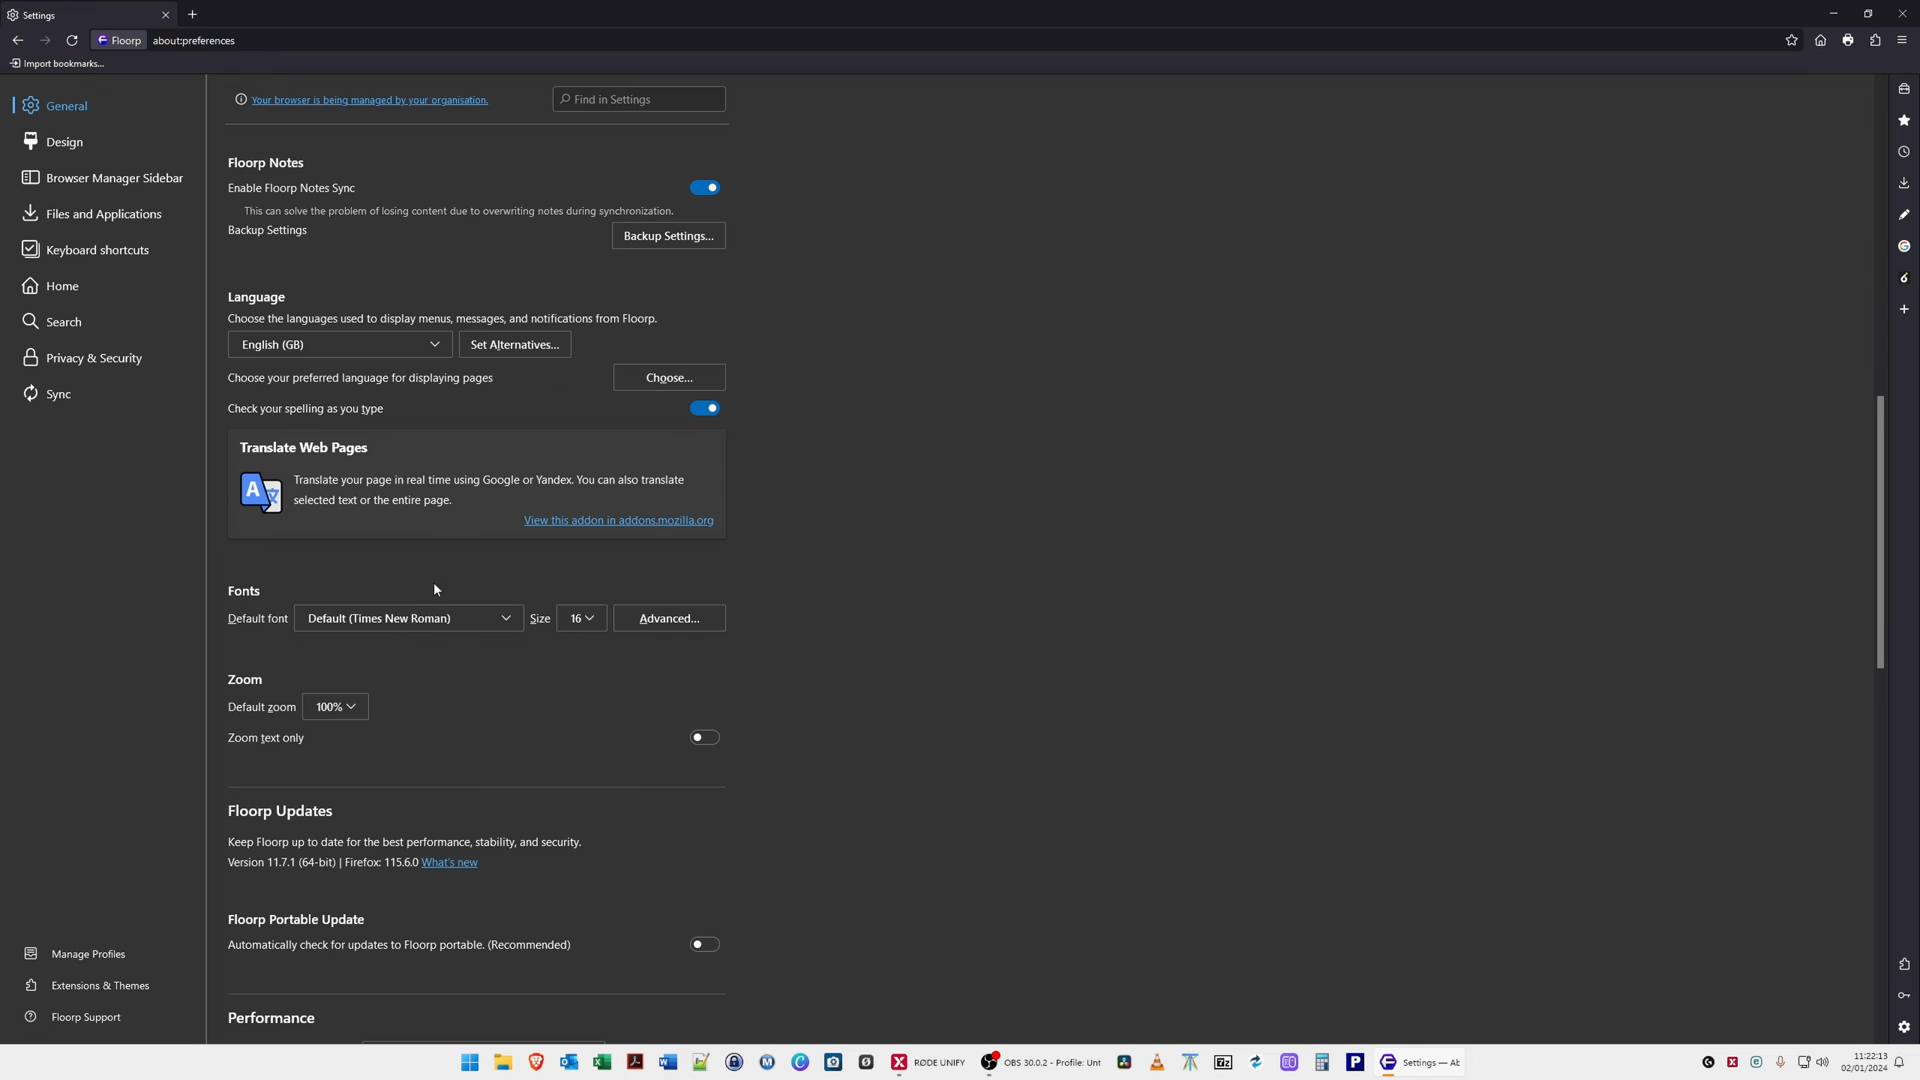 Settings
Floorp
about:preferences
Import bookmarks...
General
Design
Browser Manager Sidebar
Files and Applications
Keyboard shortcuts
Home
Search
Privacy & Security
Sync
Manage Profiles
Extensions & Themes
Floorp Support
Your browser is being managed by your organisation.
Find in Settings
Floorp Notes
Enable Floorp Notes Sync
This can solve the problem of losing content due to overwriting notes during synchronization.
Backup Settings
Backup Settings...
Language
Choose the languages used to display menus, messages, and notifications from Floorp.
English (GB)
Set Alternatives...
Choose your preferred language for displaying pages
Choose...
Check your spelling as you type
Translate Web Pages
Translate your page in real time using Google or Yandex. You can also translate
selected text or the entire page.
View this addon in addons.mozilla.org
Fonts
Default font
Default (Times New Roman)
Size
16
Advanced...
Zoom
Default zoom
100%
Zoom text only
Floorp Updates
Keep Floorp up to date for the best performance, stability, and security.
Version 11.7.1 (64-bit) | Firefox: 115.6.0 What's new
Floorp Portable Update
Automatically check for updates to Floorp portable. (Recommended)
Performance
RØDE UNIFY
OBS 30.0.2 - Profile: Unt
Settings — Ab
11:22:13
02/01/2024